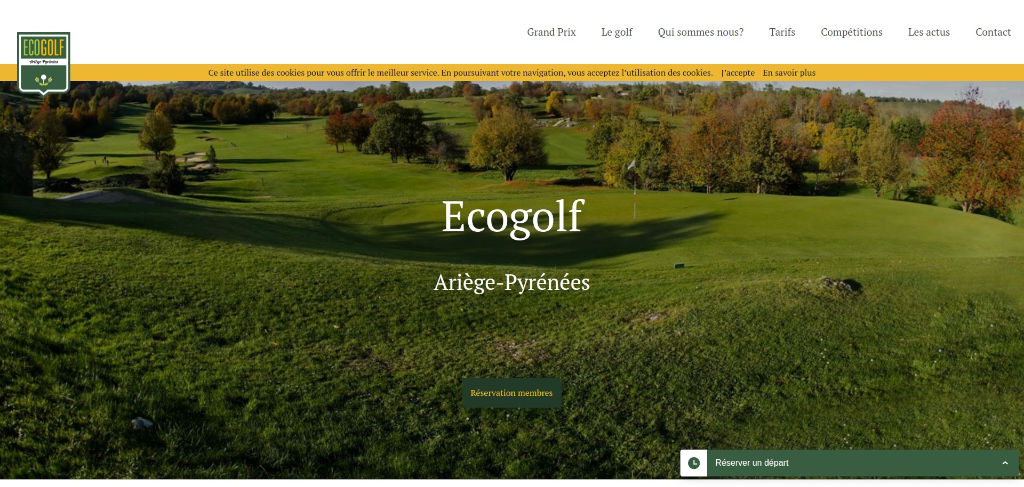 Grand Prix Le golf Qui sommes nous? Tarifs Compétitions Les actus Contact
ECOGOLF
Ariège Pyrénées
Ce site utilise des cookies pour vous offrir le meilleur service. En poursuivant votre navigation, vous acceptez l'utilisation des cookies. J'accepte En savoir plus
Ecogolf
Ariège-Pyrénées
Réservation membres
Réserver un départ